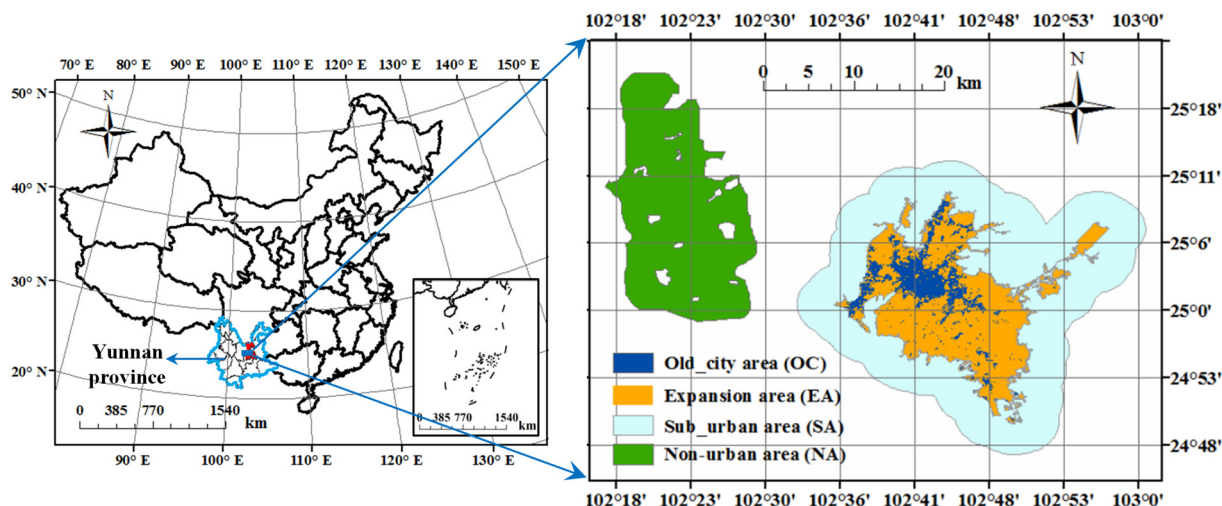 70° E 80° E 90° E 100° E 110° E 120° E 130° E 140° E 150° E
50° N
40° N
30° N
20° N
N
Yunnan
province
0 385 770 1540
km
0 385 770 1540
km
90° E 100° E 110° E 120° E 130° E
102°18' 102°23' 102°30' 102°36' 102°41' 102°48' 102°53' 103°0'
0 5 10 20
km
N
25°18'
25°11'
25°6'
25°0'
24°53'
24°48'
Old_city area (OC)
Expansion area (EA)
Sub_urban area (SA)
Non-urban area (NA)
102°18' 102°23' 102°30' 102°36' 102°41' 102°48' 102°53' 103°0'